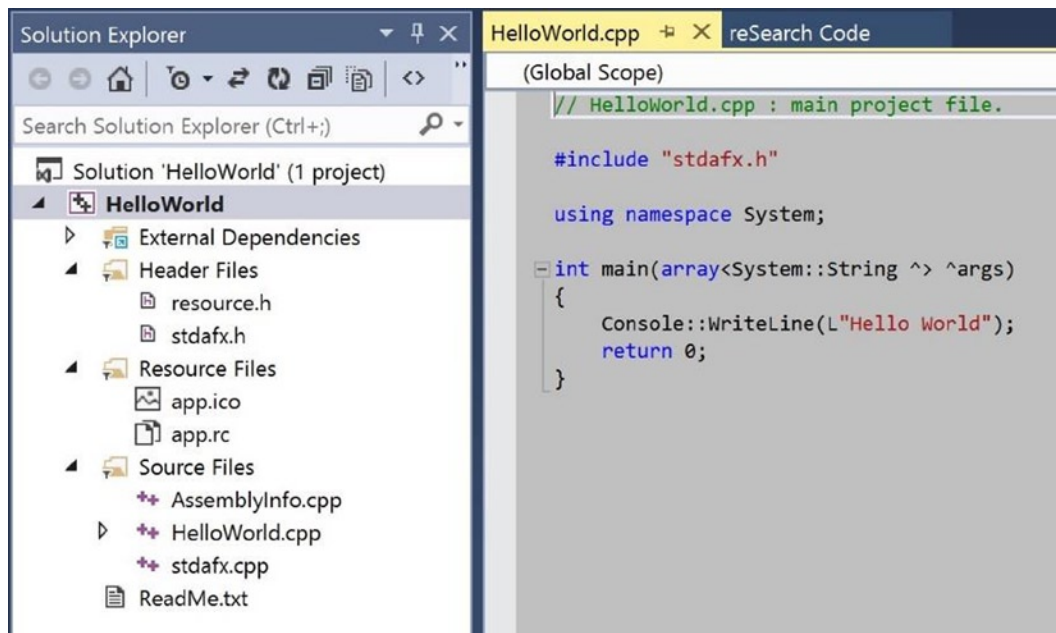 Solution Explorer
Search Solution Explorer (Ctrl+;)
Solution 'HelloWorld' (1 project)
HelloWorld
External Dependencies
Header Files
resource.h
stdafx.h
Resource Files
app.ico
app.rc
Source Files
AssemblyInfo.cpp
HelloWorld.cpp
stdafx.cpp
ReadMe.txt
HelloWorld.cpp reSearch Code
(Global Scope)
// HelloWorld.cpp : main project file.
#include "stdafx.h"
using namespace System;
int main(array<System::String ^> ^args)
{
Console::WriteLine(L"Hello World");
return 0;
}